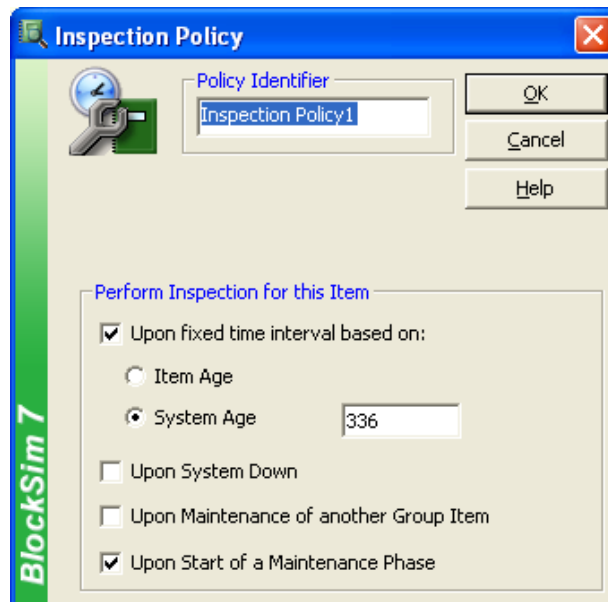 Inspection Policy
Policy Identifier
Inspection Policy1
OK
Cancel
Help
Perform Inspection for this Item
Upon fixed time interval based on:
Item Age
System Age
336
Upon System Down
Upon Maintenance of another Group Item
Upon Start of a Maintenance Phase
BlockSim 7